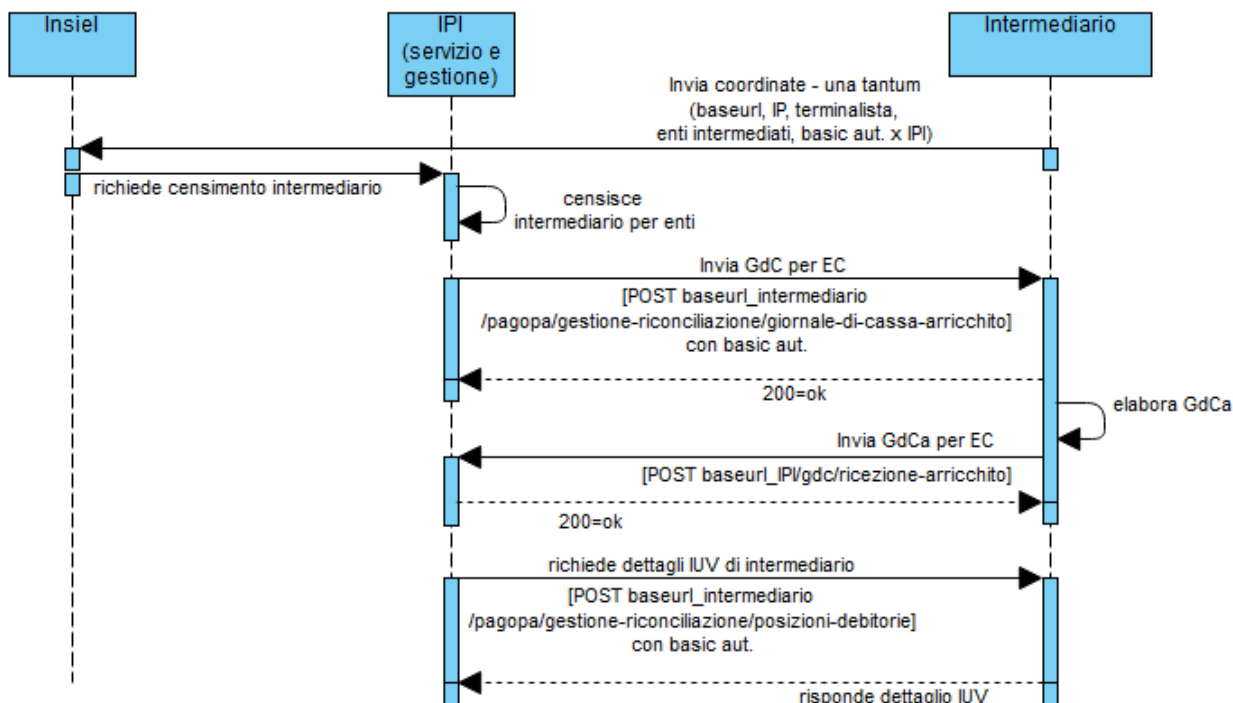 Insiel
IPI
(servizio e
gestione)
Intermediario
Invia coordinate - una tantum
(baseurl, IP, terminalista,
enti intermediati, basic aut. x IPI)
richiede censimento intermediario
censisce
intermediario per enti
Invia GdC per EC
[POST baseurl_intermediario
/pagopa/gestione-riconciliazione/giornale-di-cassa-arricchito]
con basic aut.
200=ok
elabora GdCa
Invia GdCa per EC
[POST baseurl_IPI/gdc/ricezione-arricchito]
200=ok
richiede dettagli IUV di intermediario
[POST baseurl_intermediario
/pagopa/gestione-riconciliazione/posizioni-debitorie]
con basic aut.
risponde dettaglio IUV